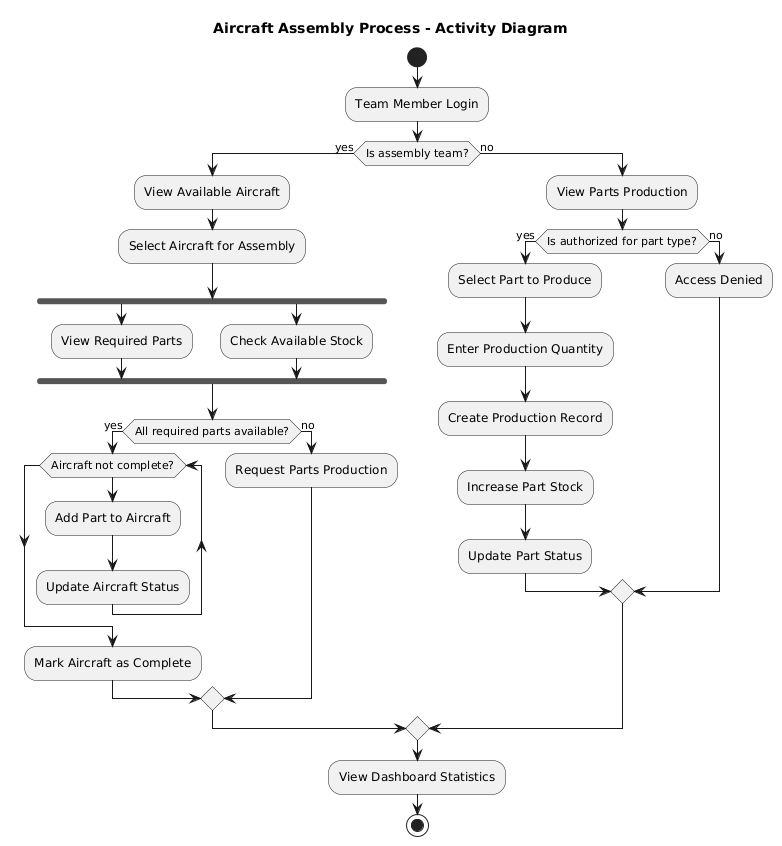 Aircraft Assembly Process - Activity Diagram
Team Member Login
Is assembly team?
yes
no
View Available Aircraft
Select Aircraft for Assembly
View Required Parts
Check Available Stock
All required parts available?
yes
no
Aircraft not complete?
Add Part to Aircraft
Update Aircraft Status
Mark Aircraft as Complete
Request Parts Production
View Parts Production
Is authorized for part type?
yes
no
Select Part to Produce
Enter Production Quantity
Create Production Record
Increase Part Stock
Update Part Status
Access Denied
View Dashboard Statistics